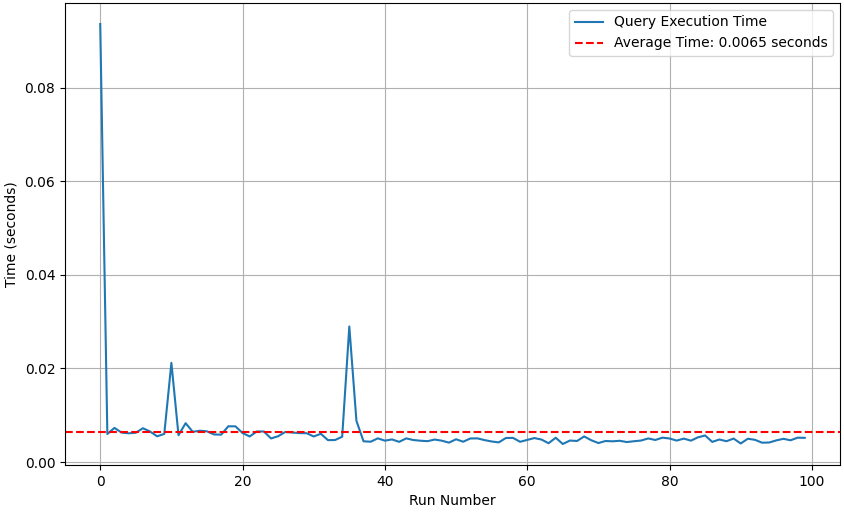 Query Execution Time
Average Time: 0.0065 seconds
0.08
0.06
0.04
0.02
0.00
Time (seconds)
0 20 40 60 80 100
Run Number